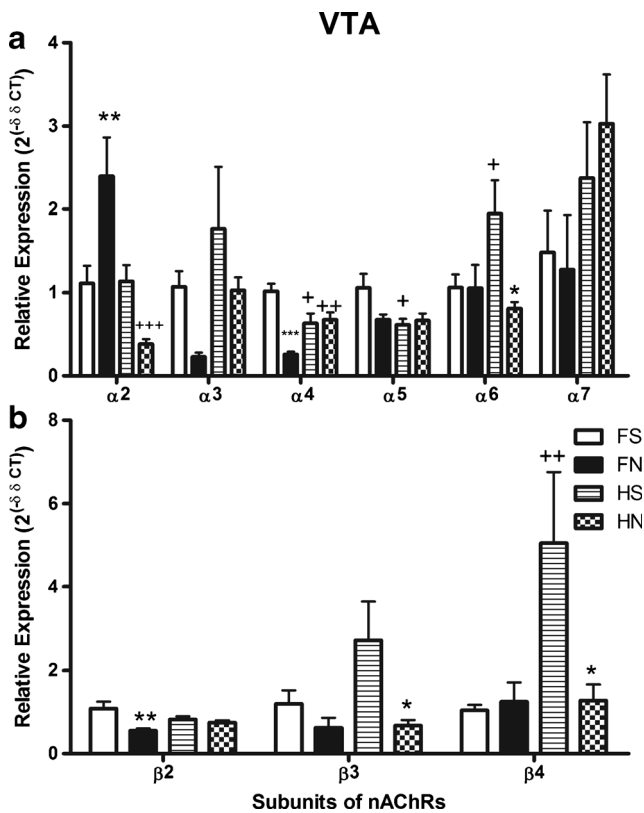 VTA
a
Relative Expression (2^(-δ δ CT))
4
3
2
1
0
**
+++
***
+
++
+
+
*
α2 α3 α4 α5 α6 α7
b
Relative Expression (2^(-δ δ CT))
8
6
4
2
0
FS
FN
HS
HN
**
*
++
*
β2 β3 β4
Subunits of nAChRs